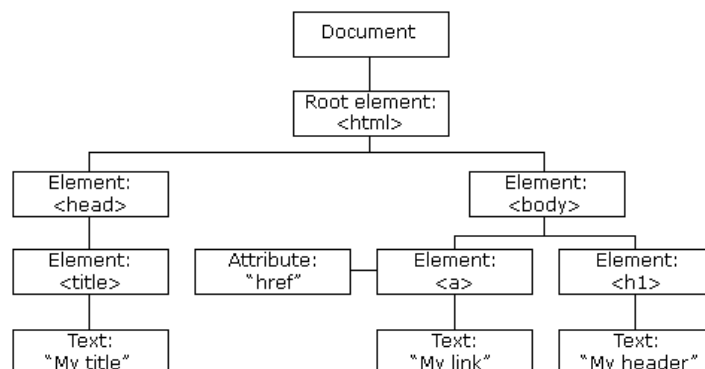 Document
Root element:
<html>
Element:
<head>
Element:
<body>
Element:
<title>
Attribute:
“href”
Element:
<a>
Element:
<h1>
Text:
“My title”
Text:
“My link”
Text:
“My header”